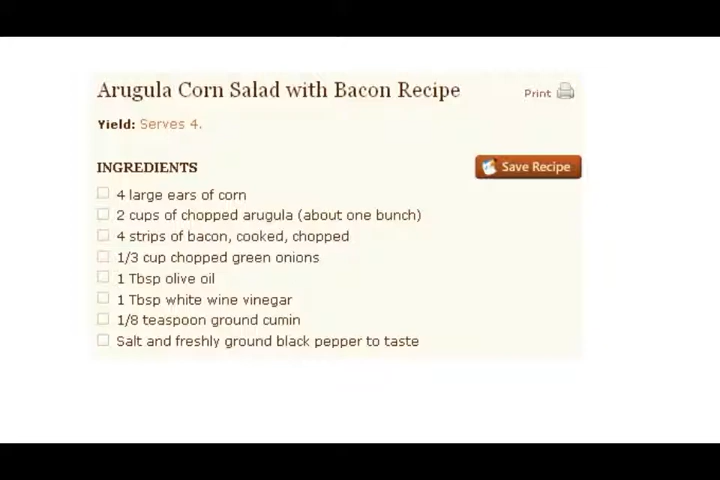 Arugula Corn Salad with Bacon Recipe
Print
Yield: Serves 4.
INGREDIENTS
Save Recipe
4 large ears of corn
2 cups of chopped arugula (about one bunch)
4 strips of bacon, cooked, chopped
1/3 cup chopped green onions
1 Tbsp olive oil
1 Tbsp white wine vinegar
1/8 teaspoon ground cumin
Salt and freshly ground black pepper to taste